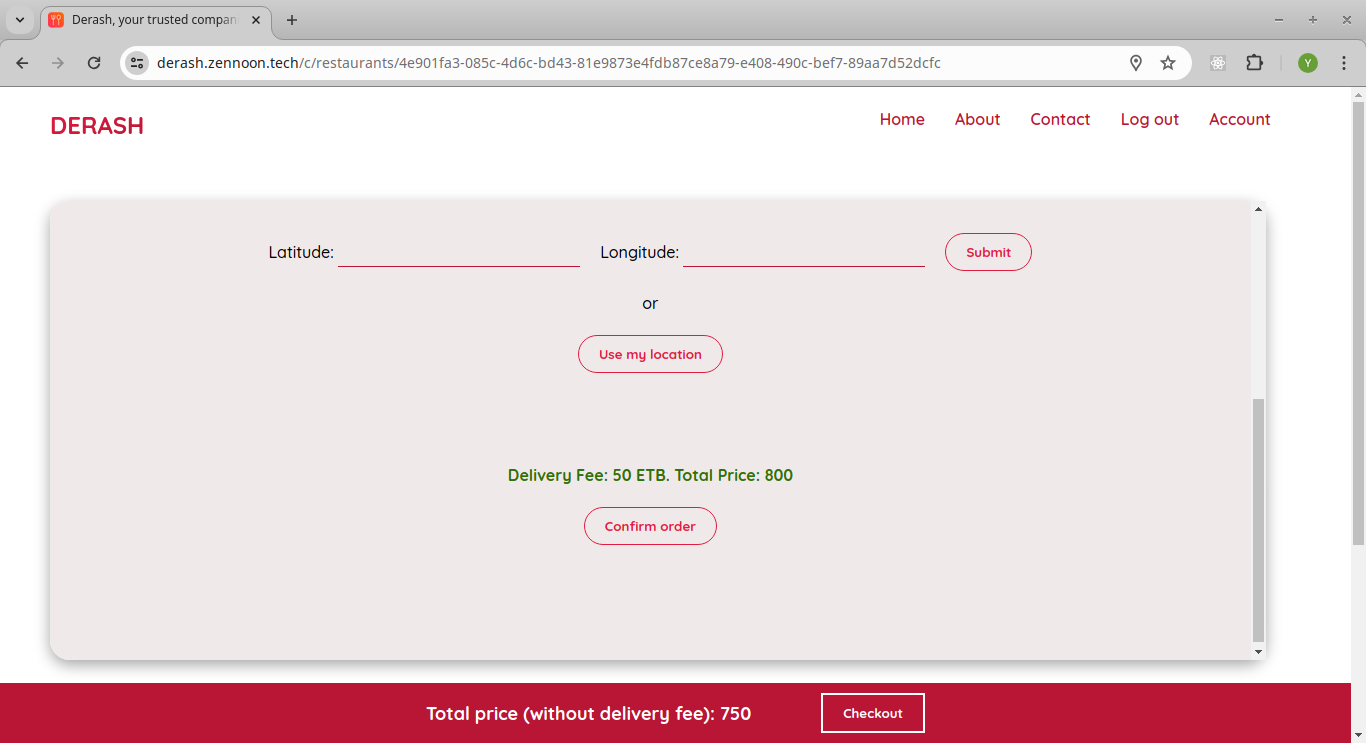 Derash, your trusted compan
derash.zennoon.tech/c/restaurants/4e901fa3-085c-4d6c-bd43-81e9873e4fdb87ce8a79-e408-490c-bef7-89aa7d52dcfc
Y
DERASH
Home About Contact Log out Account
Latitude: Longitude: Submit
or
Use my location
Delivery Fee: 50 ETB. Total Price: 800
Confirm order
Total price (without delivery fee): 750 Checkout